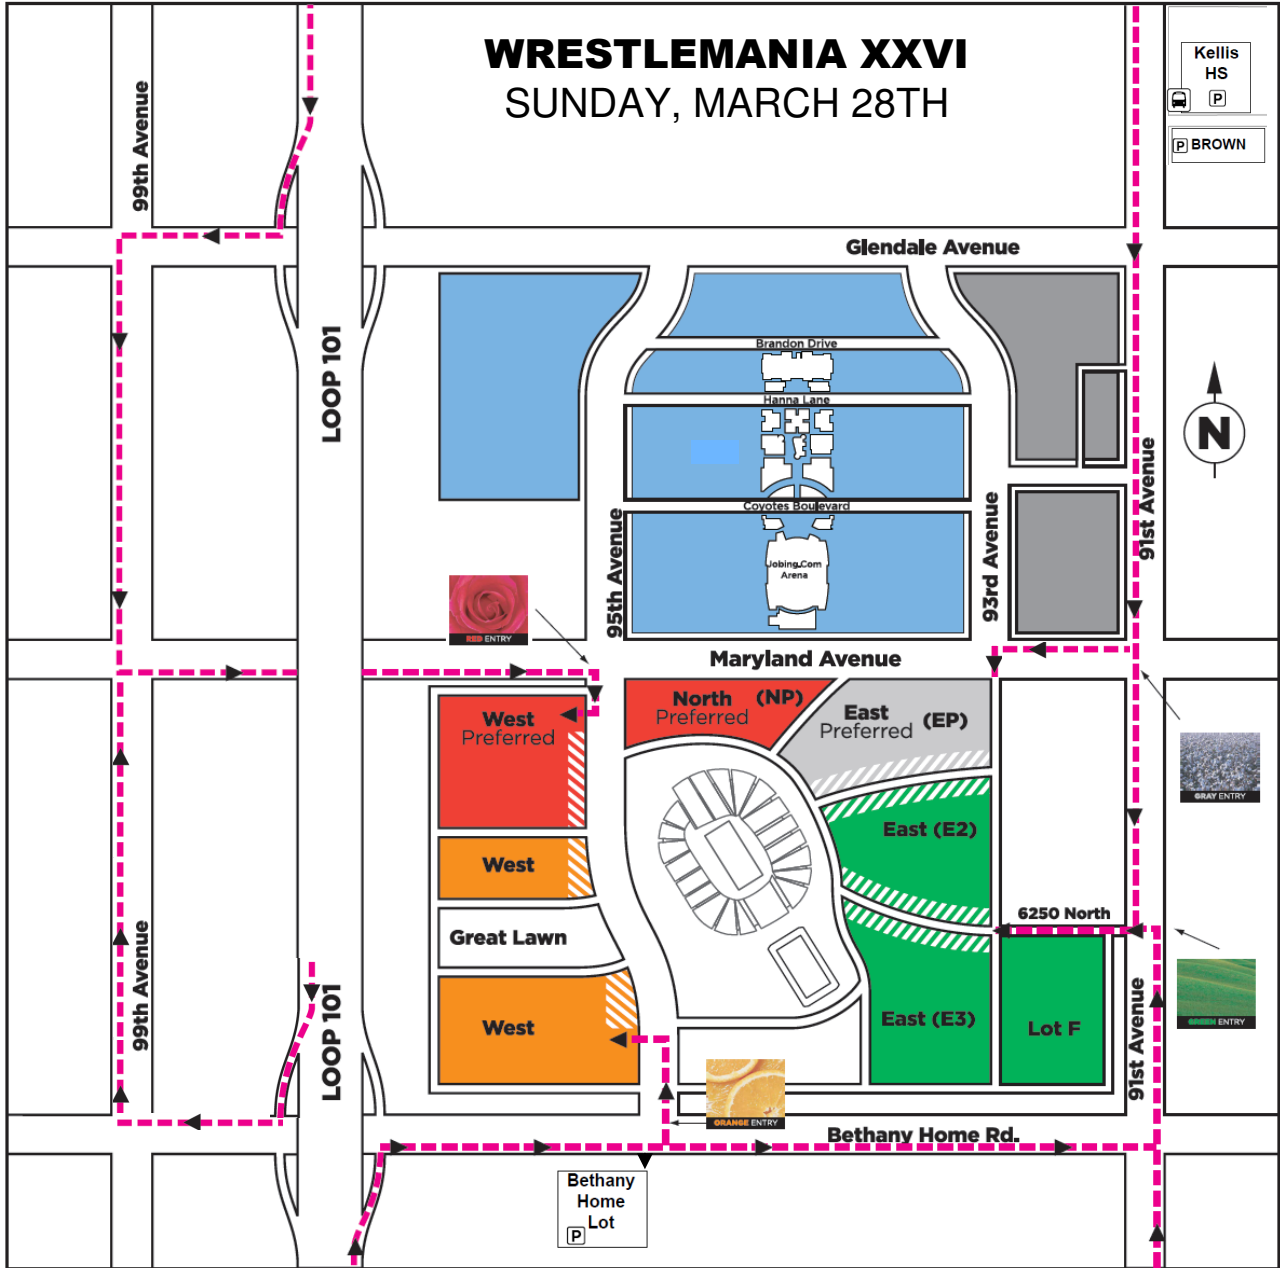 WRESTLEMANIA XXVI
SUNDAY, MARCH 28TH
Kellis
HS
P
P BROWN
99th Avenue
Glendale Avenue
LOOP 101
Brandon Drive
Hanna Lane
Coyotes Boulevard
Jobing.Com
Arena
N
95th Avenue
93rd Avenue
91st Avenue
RED ENTRY
Maryland Avenue
West
Preferred
North (NP)
Preferred
East (EP)
Preferred
GRAY ENTRY
East (E2)
West
Great Lawn
6250 North
99th Avenue
LOOP 101
West
East (E3)
Lot F
91st Avenue
GREEN ENTRY
ORANGE ENTRY
Bethany Home Rd.
Bethany
Home
Lot
P